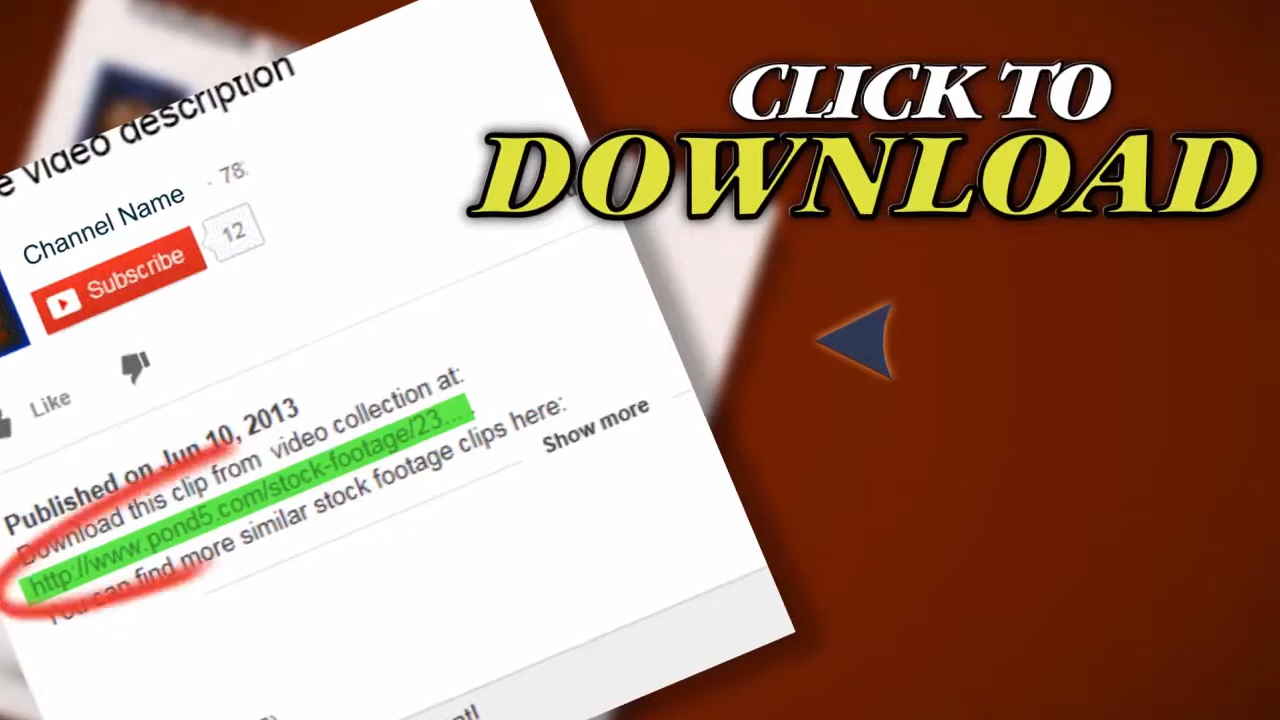 CLICK TO
DOWNLOAD
e video description
Channel Name
78
Subscribe
12
Like
Published on Jun 10, 2013
Download this clip from video collection at:
http://www.pond5.com/stock-footage/23...
You can find more similar stock footage clips here:
Show more